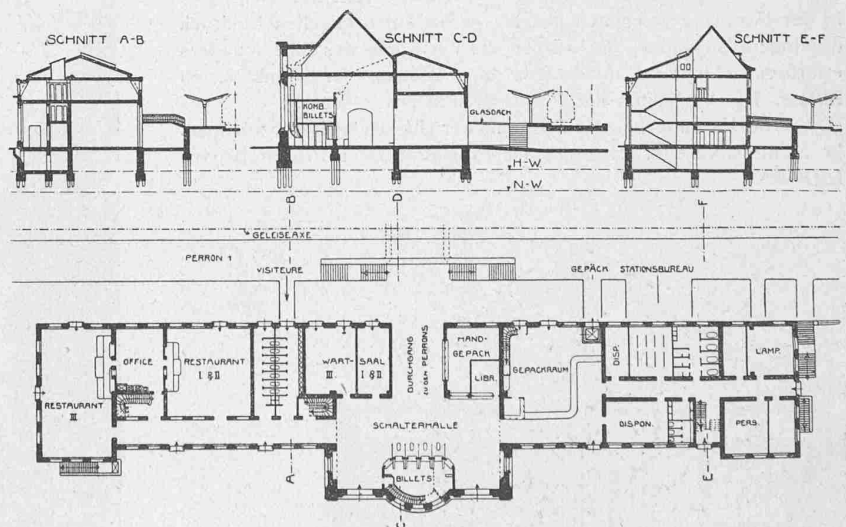 SCHNITT A-B
SCHNITT C-D
SCHNITT E-F
KOMB.
BILLETS
GLASDACH
H-W.
N-W.
B
D
F
GELEISEAXE
PERRON 1
VISITEURE
GEPÄCK
STATIONSBUREAU
OFFICE
RESTAURANT
I & II
WART-
III.
SAAL
I & II
DURCHGANG
ZU DEN PERRONS
HAND-
GEPÄCK
LIBR.
GEPÄCKRAUM
DISP.
LAMP.
RESTAURANT
III
SCHALTERHALLE
DISPON.
PERS.
BILLETS
A
C
E